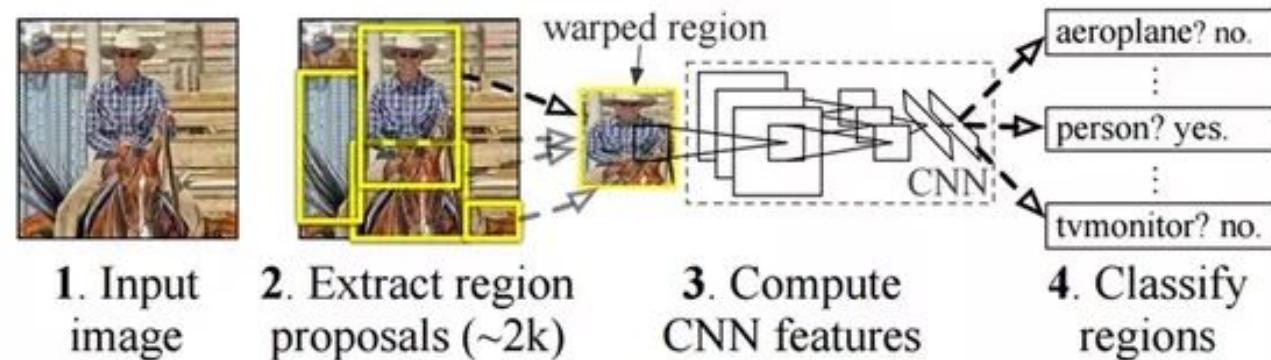 warped region
aeroplane? no.
person? yes.
CNN
tvmonitor? no.
1. Input
image
2. Extract region
proposals (~2k)
3. Compute
CNN features
4. Classify
regions